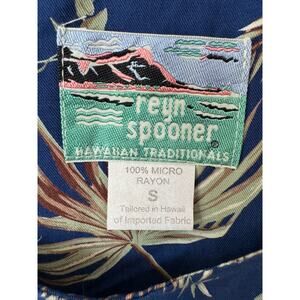 reyn
spooner®
HAWAIIAN TRADITIONALS
100% MICRO
RAYON
S
Tailored in Hawaii
of Imported Fabric